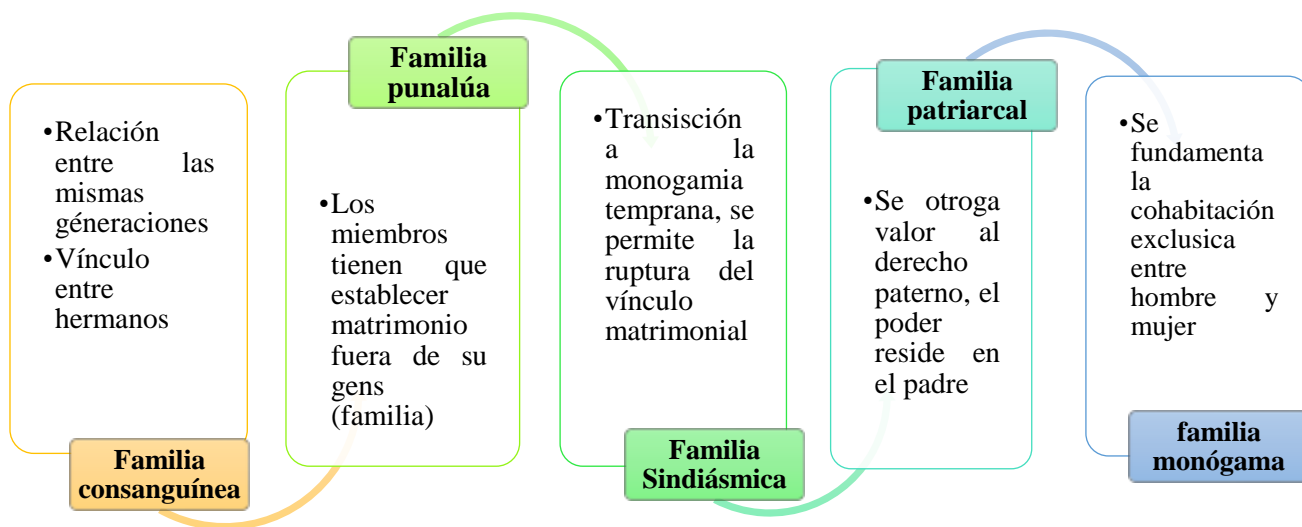 •Relación
entre las
mismas
géneraciones
•Vínculo
entre
hermanos
Familia
consanguínea
Familia
punalúa
•Los
miembros
tienen que
establecer
matrimonio
fuera de su
gens
(familia)
•Transisción
a la
monogamia
temprana, se
permite la
ruptura del
vínculo
matrimonial
Familia
Sindiásmica
Familia
patriarcal
•Se otroga
valor al
derecho
paterno, el
poder
reside en
el padre
•Se
fundamenta
la
cohabitación
exclusica
entre
hombre y
mujer
familia
monógama